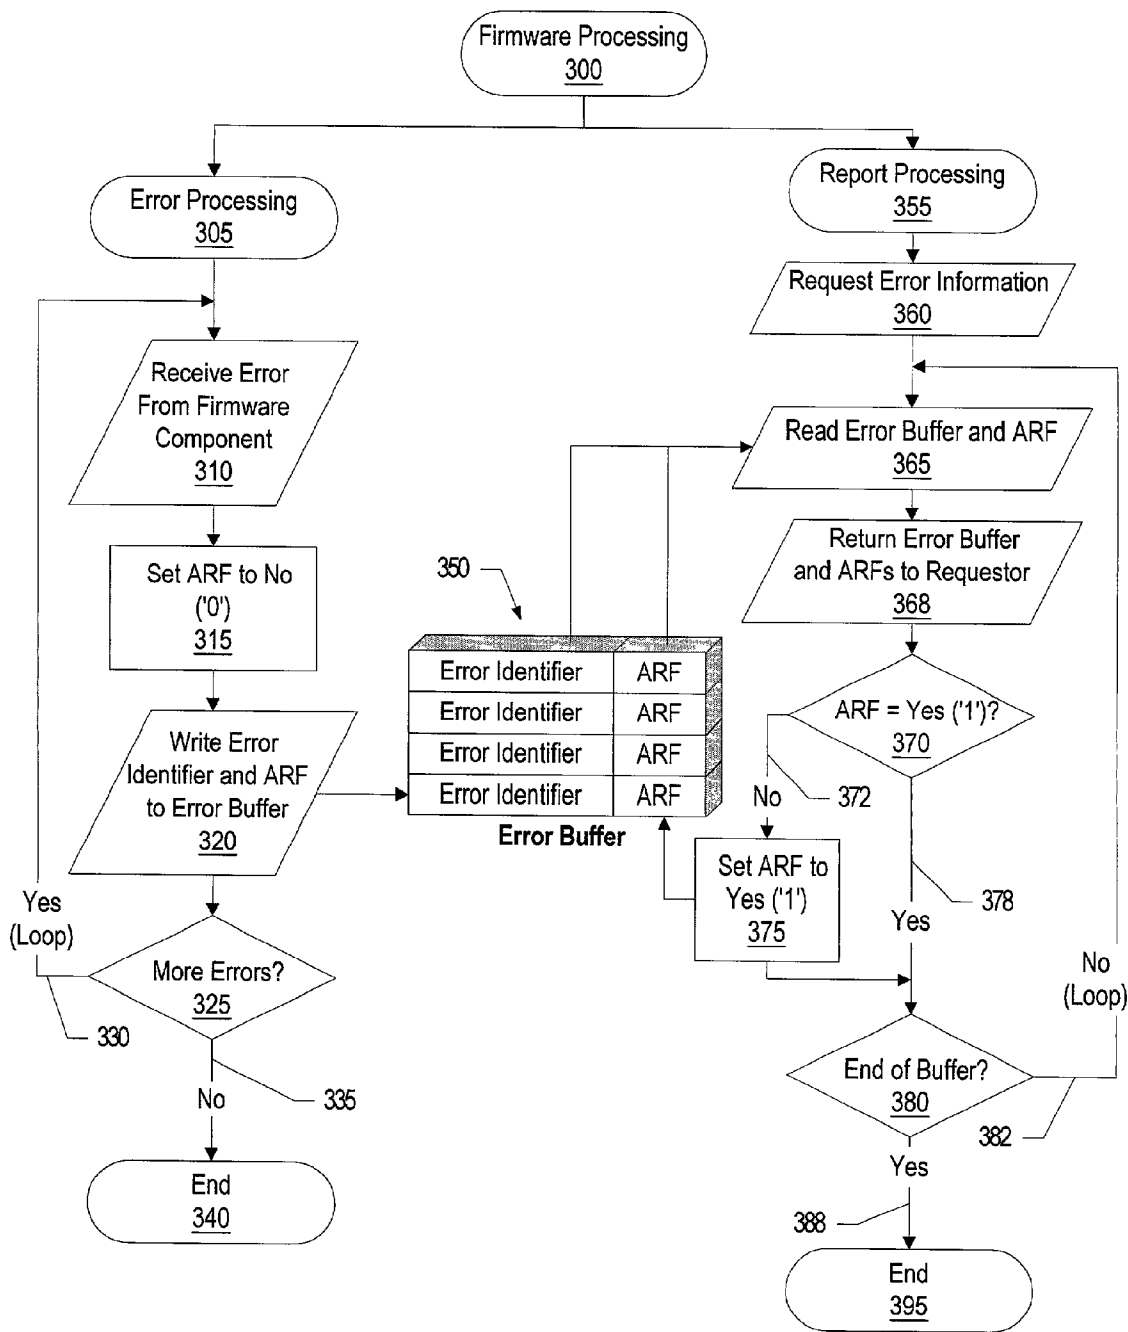 Firmware Processing
300
Error Processing
305
Receive Error
From Firmware
Component
310
Set ARF to No
('0')
315
Write Error
Identifier and ARF
to Error Buffer
320
Yes
(Loop)
More Errors?
325
330
335
No
End
340
350
Error Identifier ARF
Error Identifier ARF
Error Identifier ARF
Error Identifier ARF
Error Buffer
Report Processing
355
Request Error Information
360
Read Error Buffer and ARF
365
Return Error Buffer
and ARFs to Requestor
368
ARF = Yes ('1')?
370
372
No
Set ARF to
Yes ('1')
375
378
Yes
No
(Loop)
End of Buffer?
380
382
Yes
388
End
395